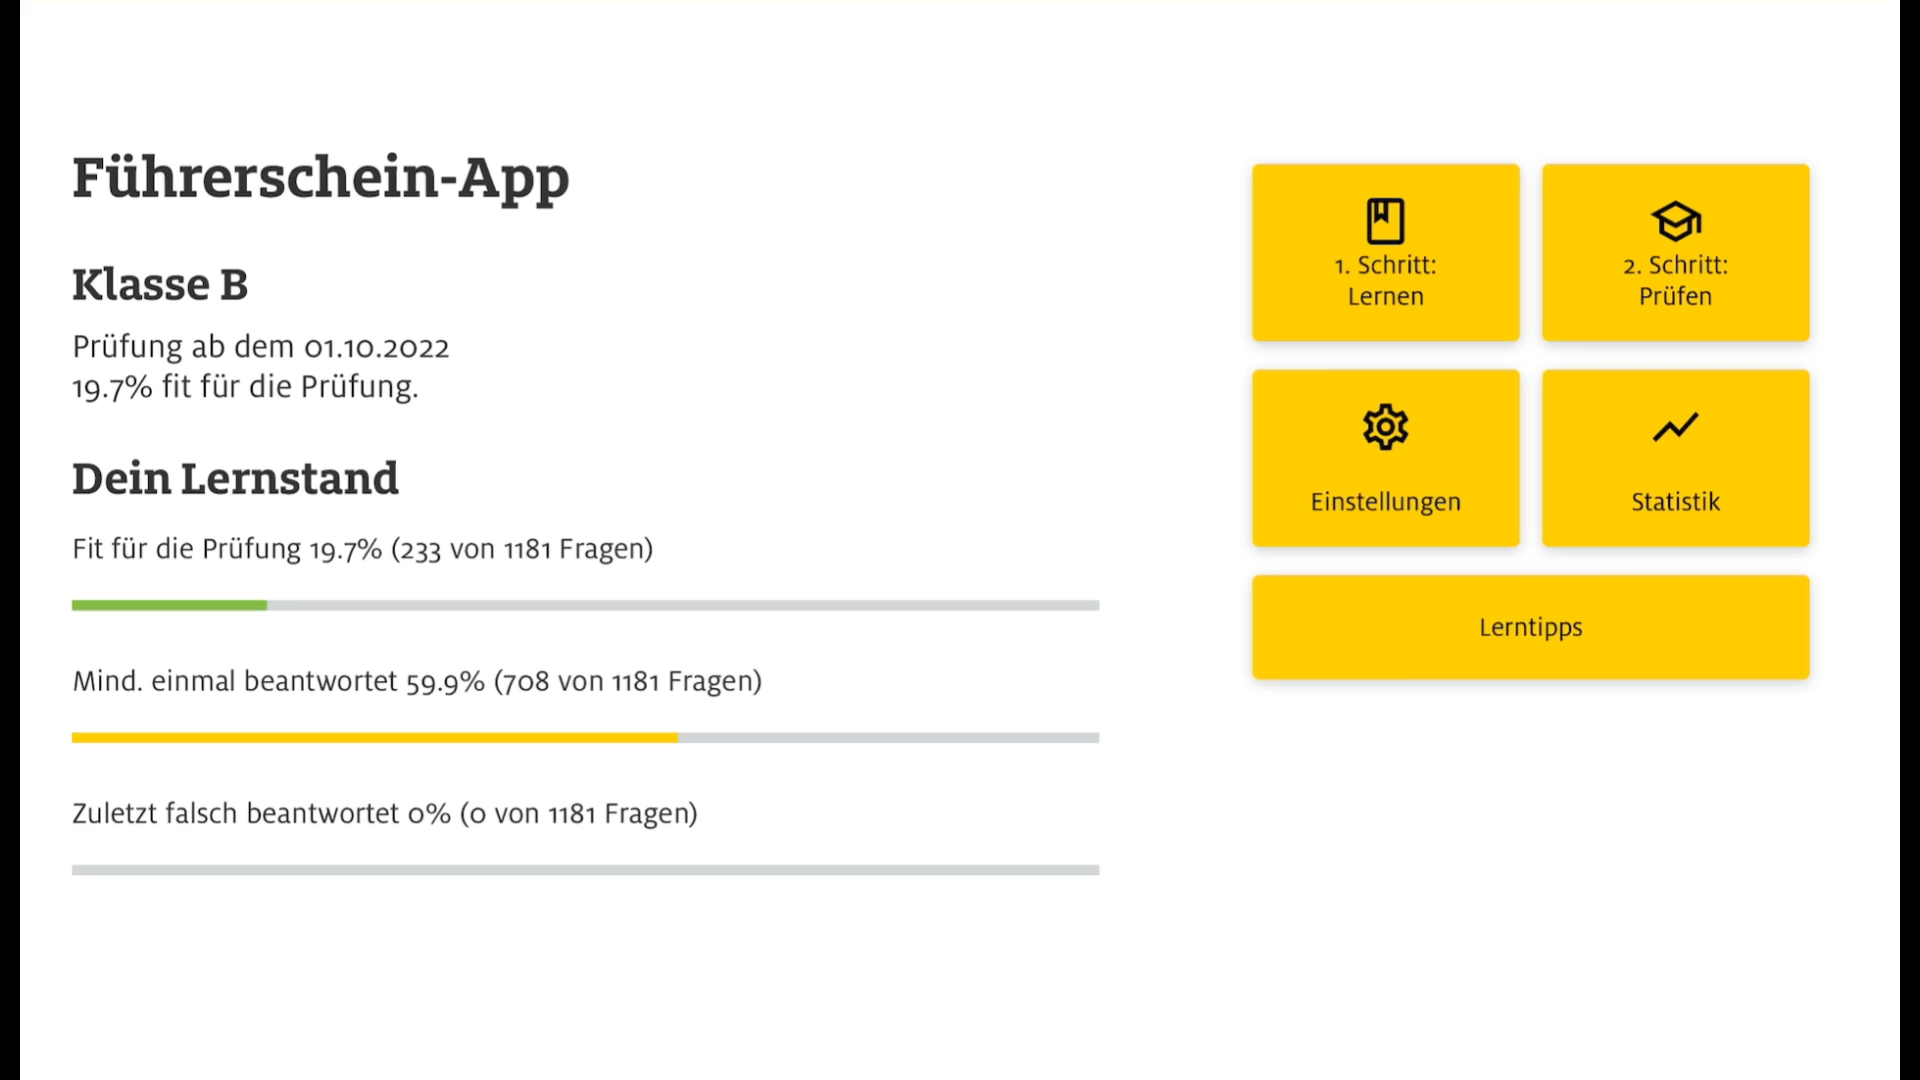 Führerschein-App
Klasse B
Prüfung ab dem 01.10.2022
19.7% fit für die Prüfung.
Dein Lernstand
Fit für die Prüfung 19.7% (233 von 1181 Fragen)
Mind. einmal beantwortet 59.9% (708 von 1181 Fragen)
Zuletzt falsch beantwortet 0% (0 von 1181 Fragen)
1. Schritt:
Lernen
2. Schritt:
Prüfen
Einstellungen
Statistik
Lerntipps